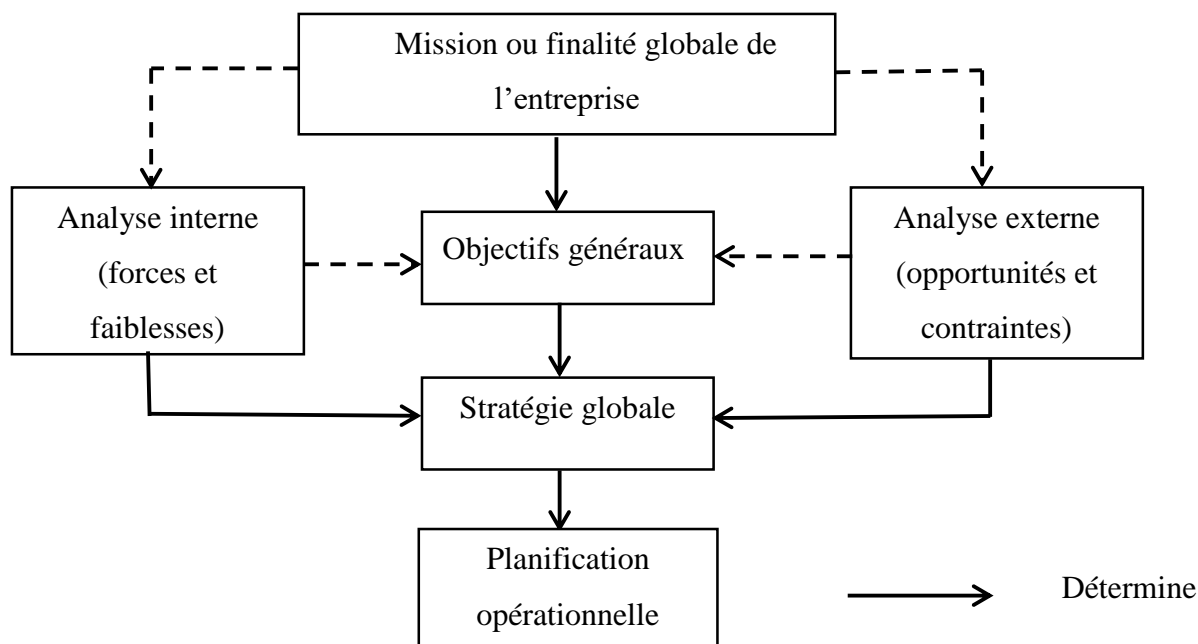 Mission ou finalité globale de
l’entreprise
Analyse interne
(forces et
faiblesses)
Objectifs généraux
Analyse externe
(opportunités et
contraintes)
Stratégie globale
Planification
opérationnelle
Détermine